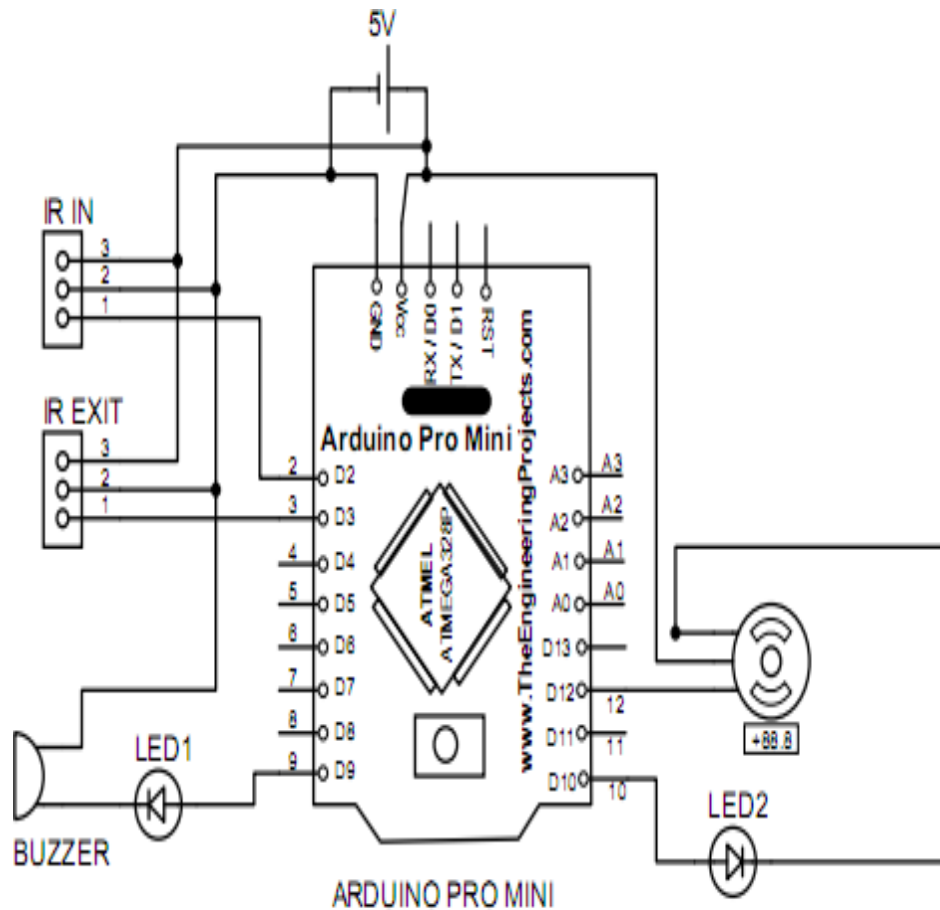 5V
IR IN
3
2
1
IR EXIT
3
2
1
GND
Vcc
RX / D0
TX / D1
RST
www.TheEngineeringProjects.com
Arduino Pro Mini
ATMEL
ATMEGA328P
2 D2
3 D3
4 D4
5 D5
6 D6
7 D7
8 D8
9 D9
A3 A3
A2 A2
A1 A1
A0 A0
D13
D12 12
D11 11
D10 10
+88.8
LED1
BUZZER
LED2
ARDUINO PRO MINI